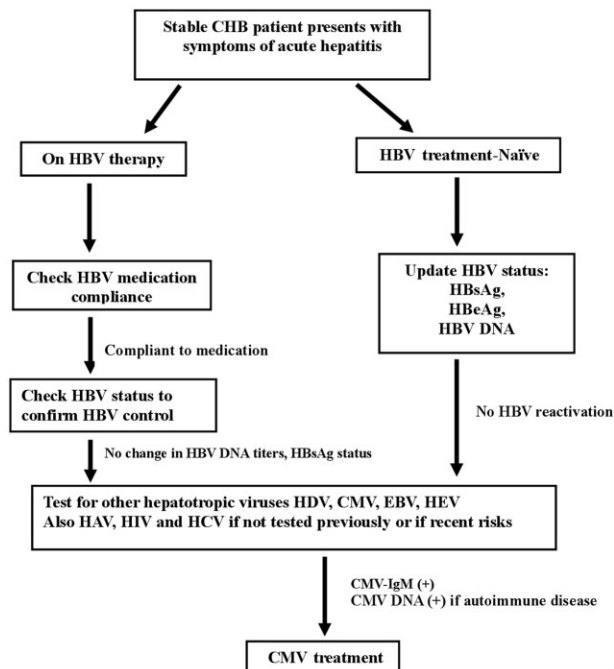 Stable CHB patient presents with
symptoms of acute hepatitis
On HBV therapy
HBV treatment-Naïve
Check HBV medication
compliance
Update HBV status:
HBsAg,
HBeAg,
HBV DNA
Compliant to medication
Check HBV status to
confirm HBV control
No HBV reactivation
No change in HBV DNA titers, HBsAg status
Test for other hepatotropic viruses HDV, CMV, EBV, HEV
Also HAV, HIV and HCV if not tested previously or if recent risks
CMV-IgM (+)
CMV DNA (+) if autoimmune disease
CMV treatment